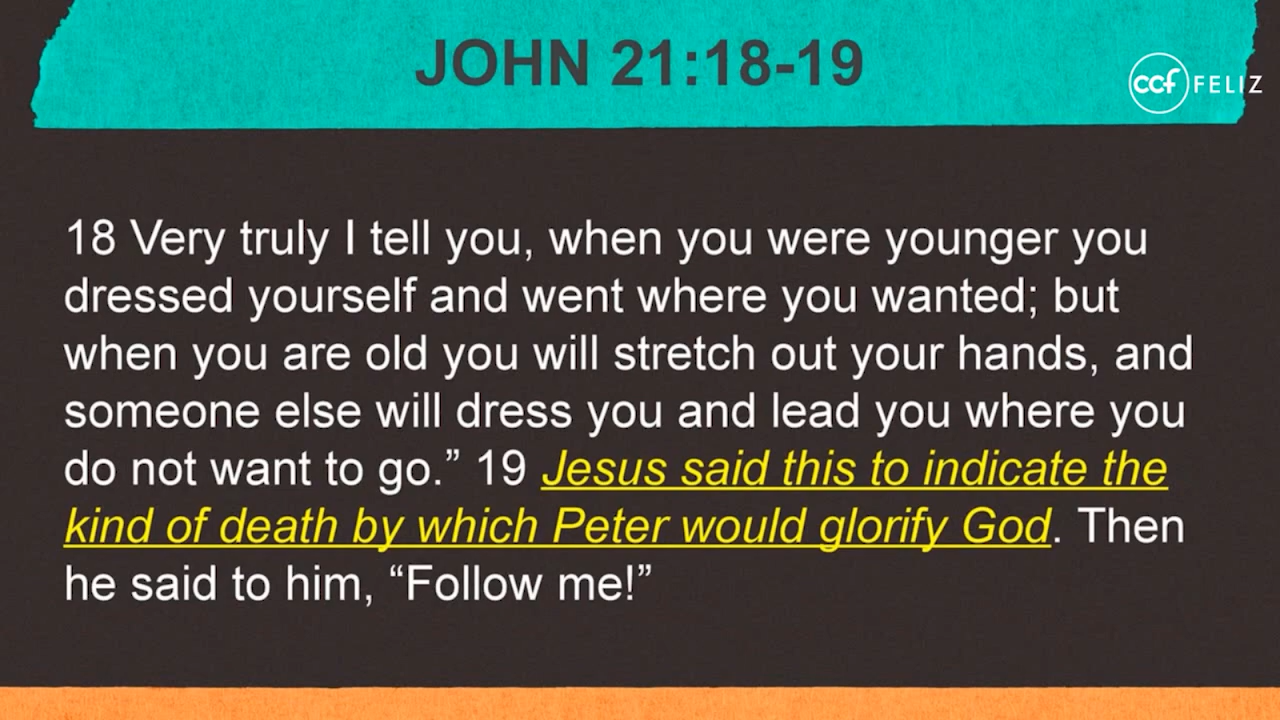 JOHN 21:18-19
ccf FELIZ
18 Very truly I tell you, when you were younger you
dressed yourself and went where you wanted; but
when you are old you will stretch out your hands, and
someone else will dress you and lead you where you
do not want to go.” 19 Jesus said this to indicate the
kind of death by which Peter would glorify God. Then
he said to him, “Follow me!”